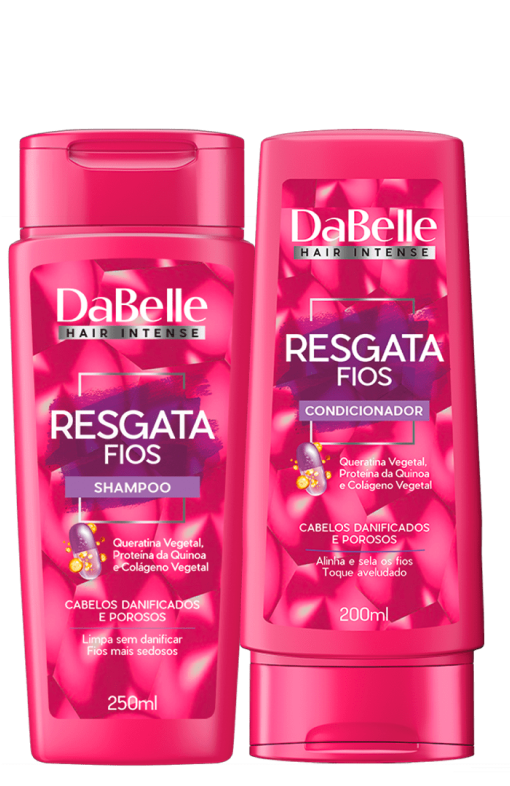 DaBelle
HAIR INTENSE
RESGATA
FIOS
SHAMPOO
Queratina Vegetal,
Proteína da Quinoa
e Colágeno Vegetal
CABELOS DANIFICADOS
E POROSOS
Limpa sem danificar
Fios mais sedosos
250ml
DaBelle
HAIR INTENSE
RESGATA
FIOS
CONDICIONADOR
Queratina Vegetal,
Proteína da Quinoa
e Colágeno Vegetal
CABELOS DANIFICADOS
E POROSOS
Alinha e sela os fios
Toque aveludado
200ml